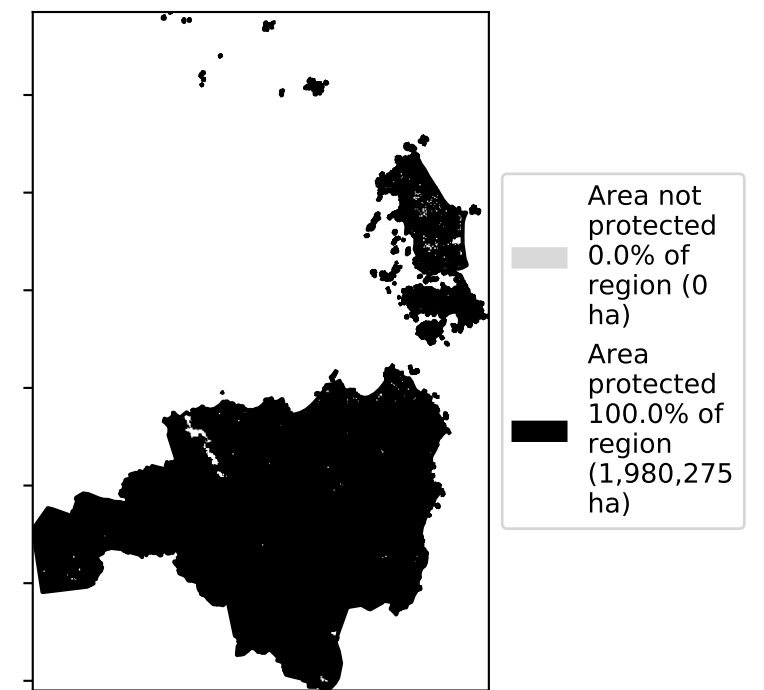 Area not
protected
0.0% of
region (0
ha)
Area
protected
100.0% of
region
(1,980,275
ha)